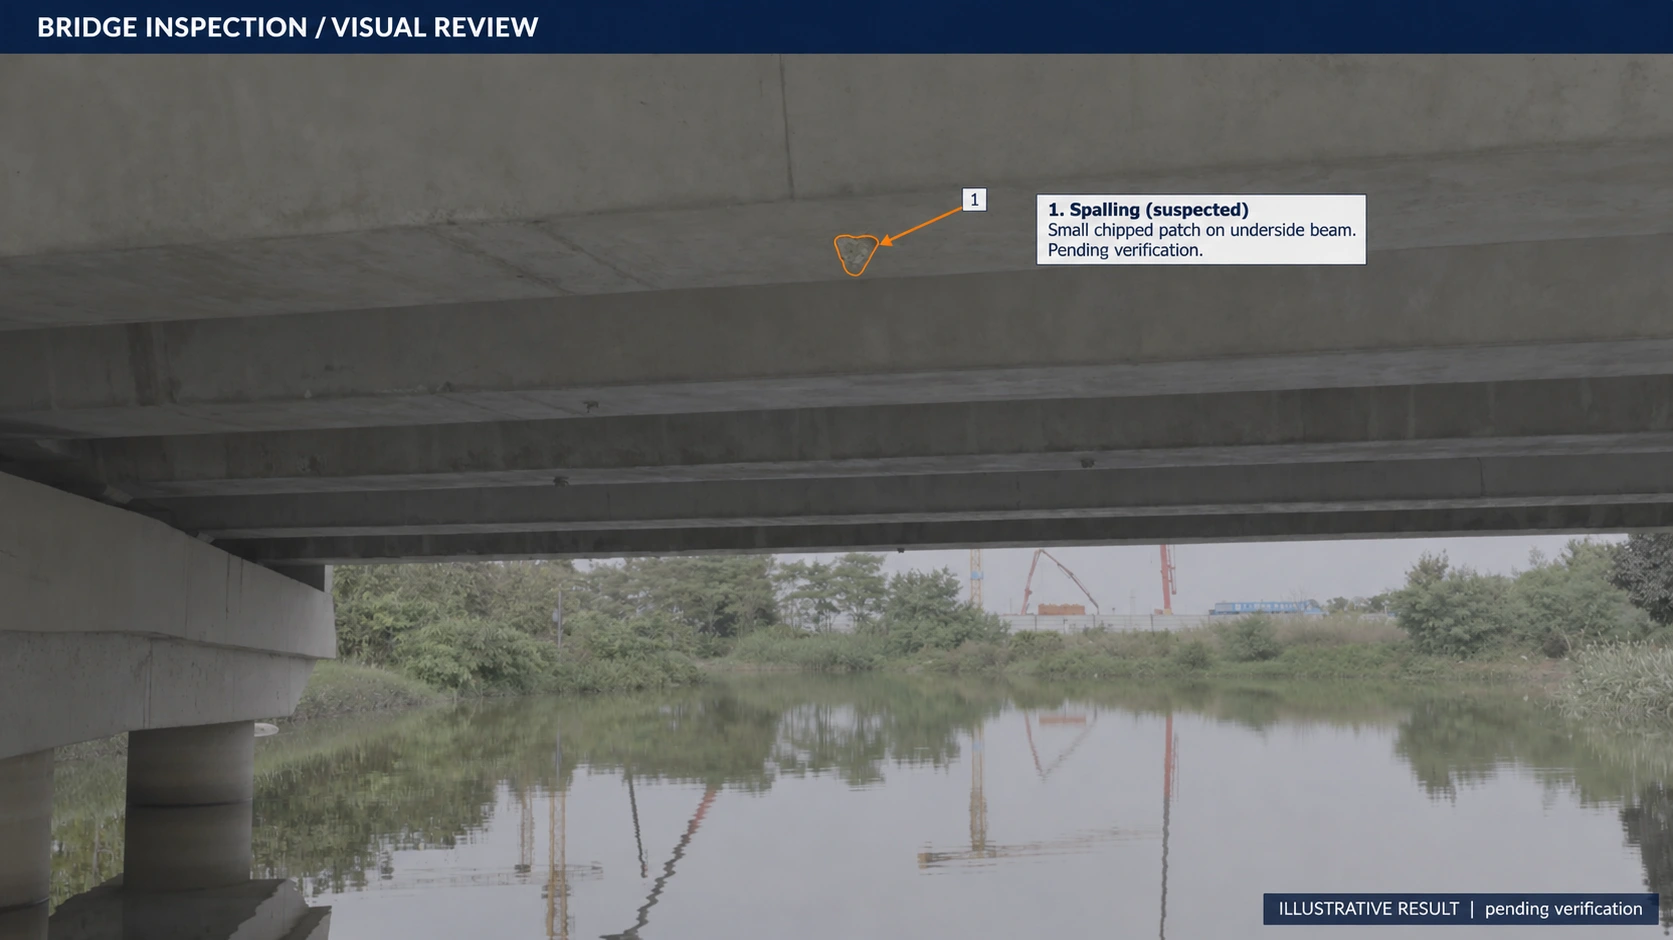 BRIDGE INSPECTION / VISUAL REVIEW
1
1. Spalling (suspected)
Small chipped patch on underside beam.
Pending verification.
ILLUSTRATIVE RESULT | pending verification